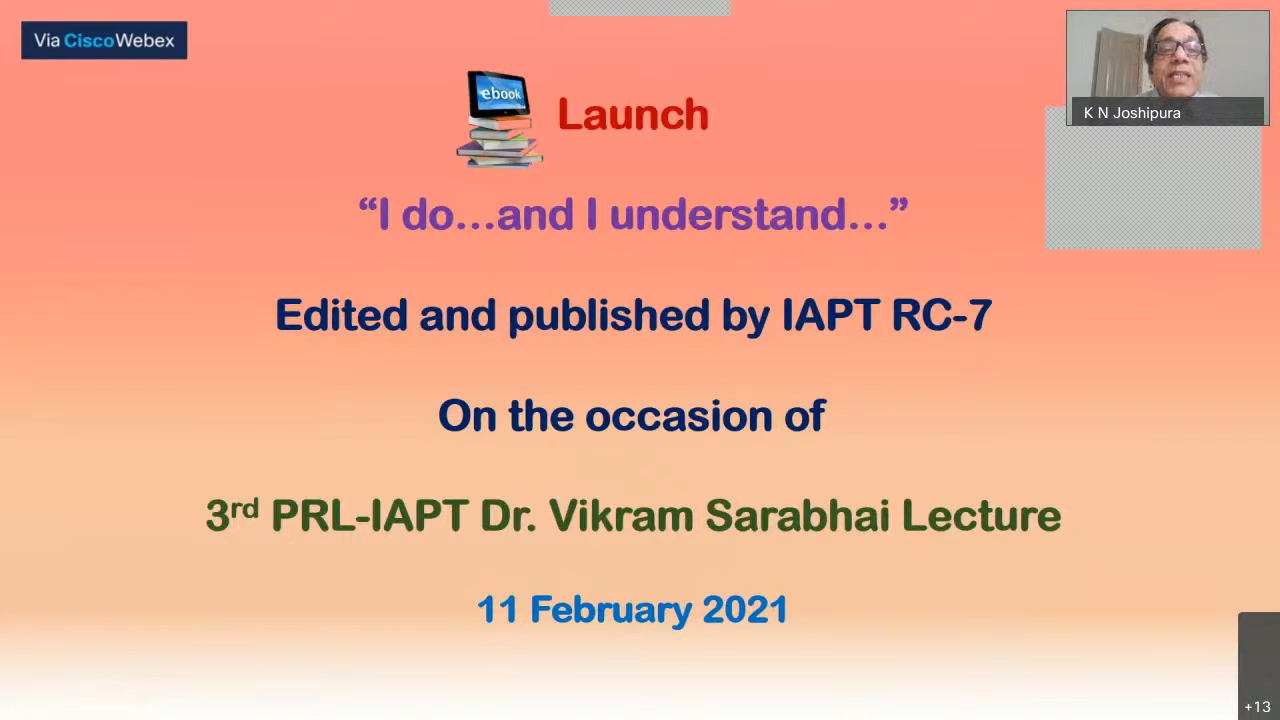 Via CiscoWebex
K N Joshipura
ebook
Launch
“I do...and I understand...”
Edited and published by IAPT RC-7
On the occasion of
3rd PRL-IAPT Dr. Vikram Sarabhai Lecture
11 February 2021
+13